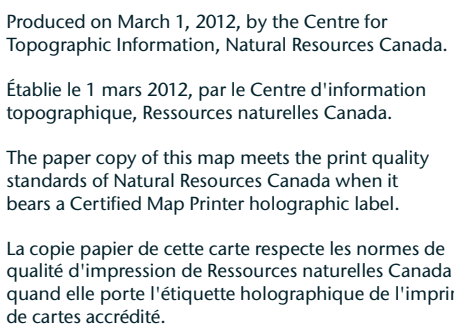 Produced on March 1, 2012, by the Centre for
Topographic Information, Natural Resources Canada.
Établie le 1 mars 2012, par le Centre d'information
topographique, Ressources naturelles Canada.
The paper copy of this map meets the print quality
standards of Natural Resources Canada when it
bears a Certified Map Printer holographic label.
La copie papier de cette carte respecte les normes de
qualité d'impression de Ressources naturelles Canada
quand elle porte l'étiquette holographique de
de cartes accrédité.